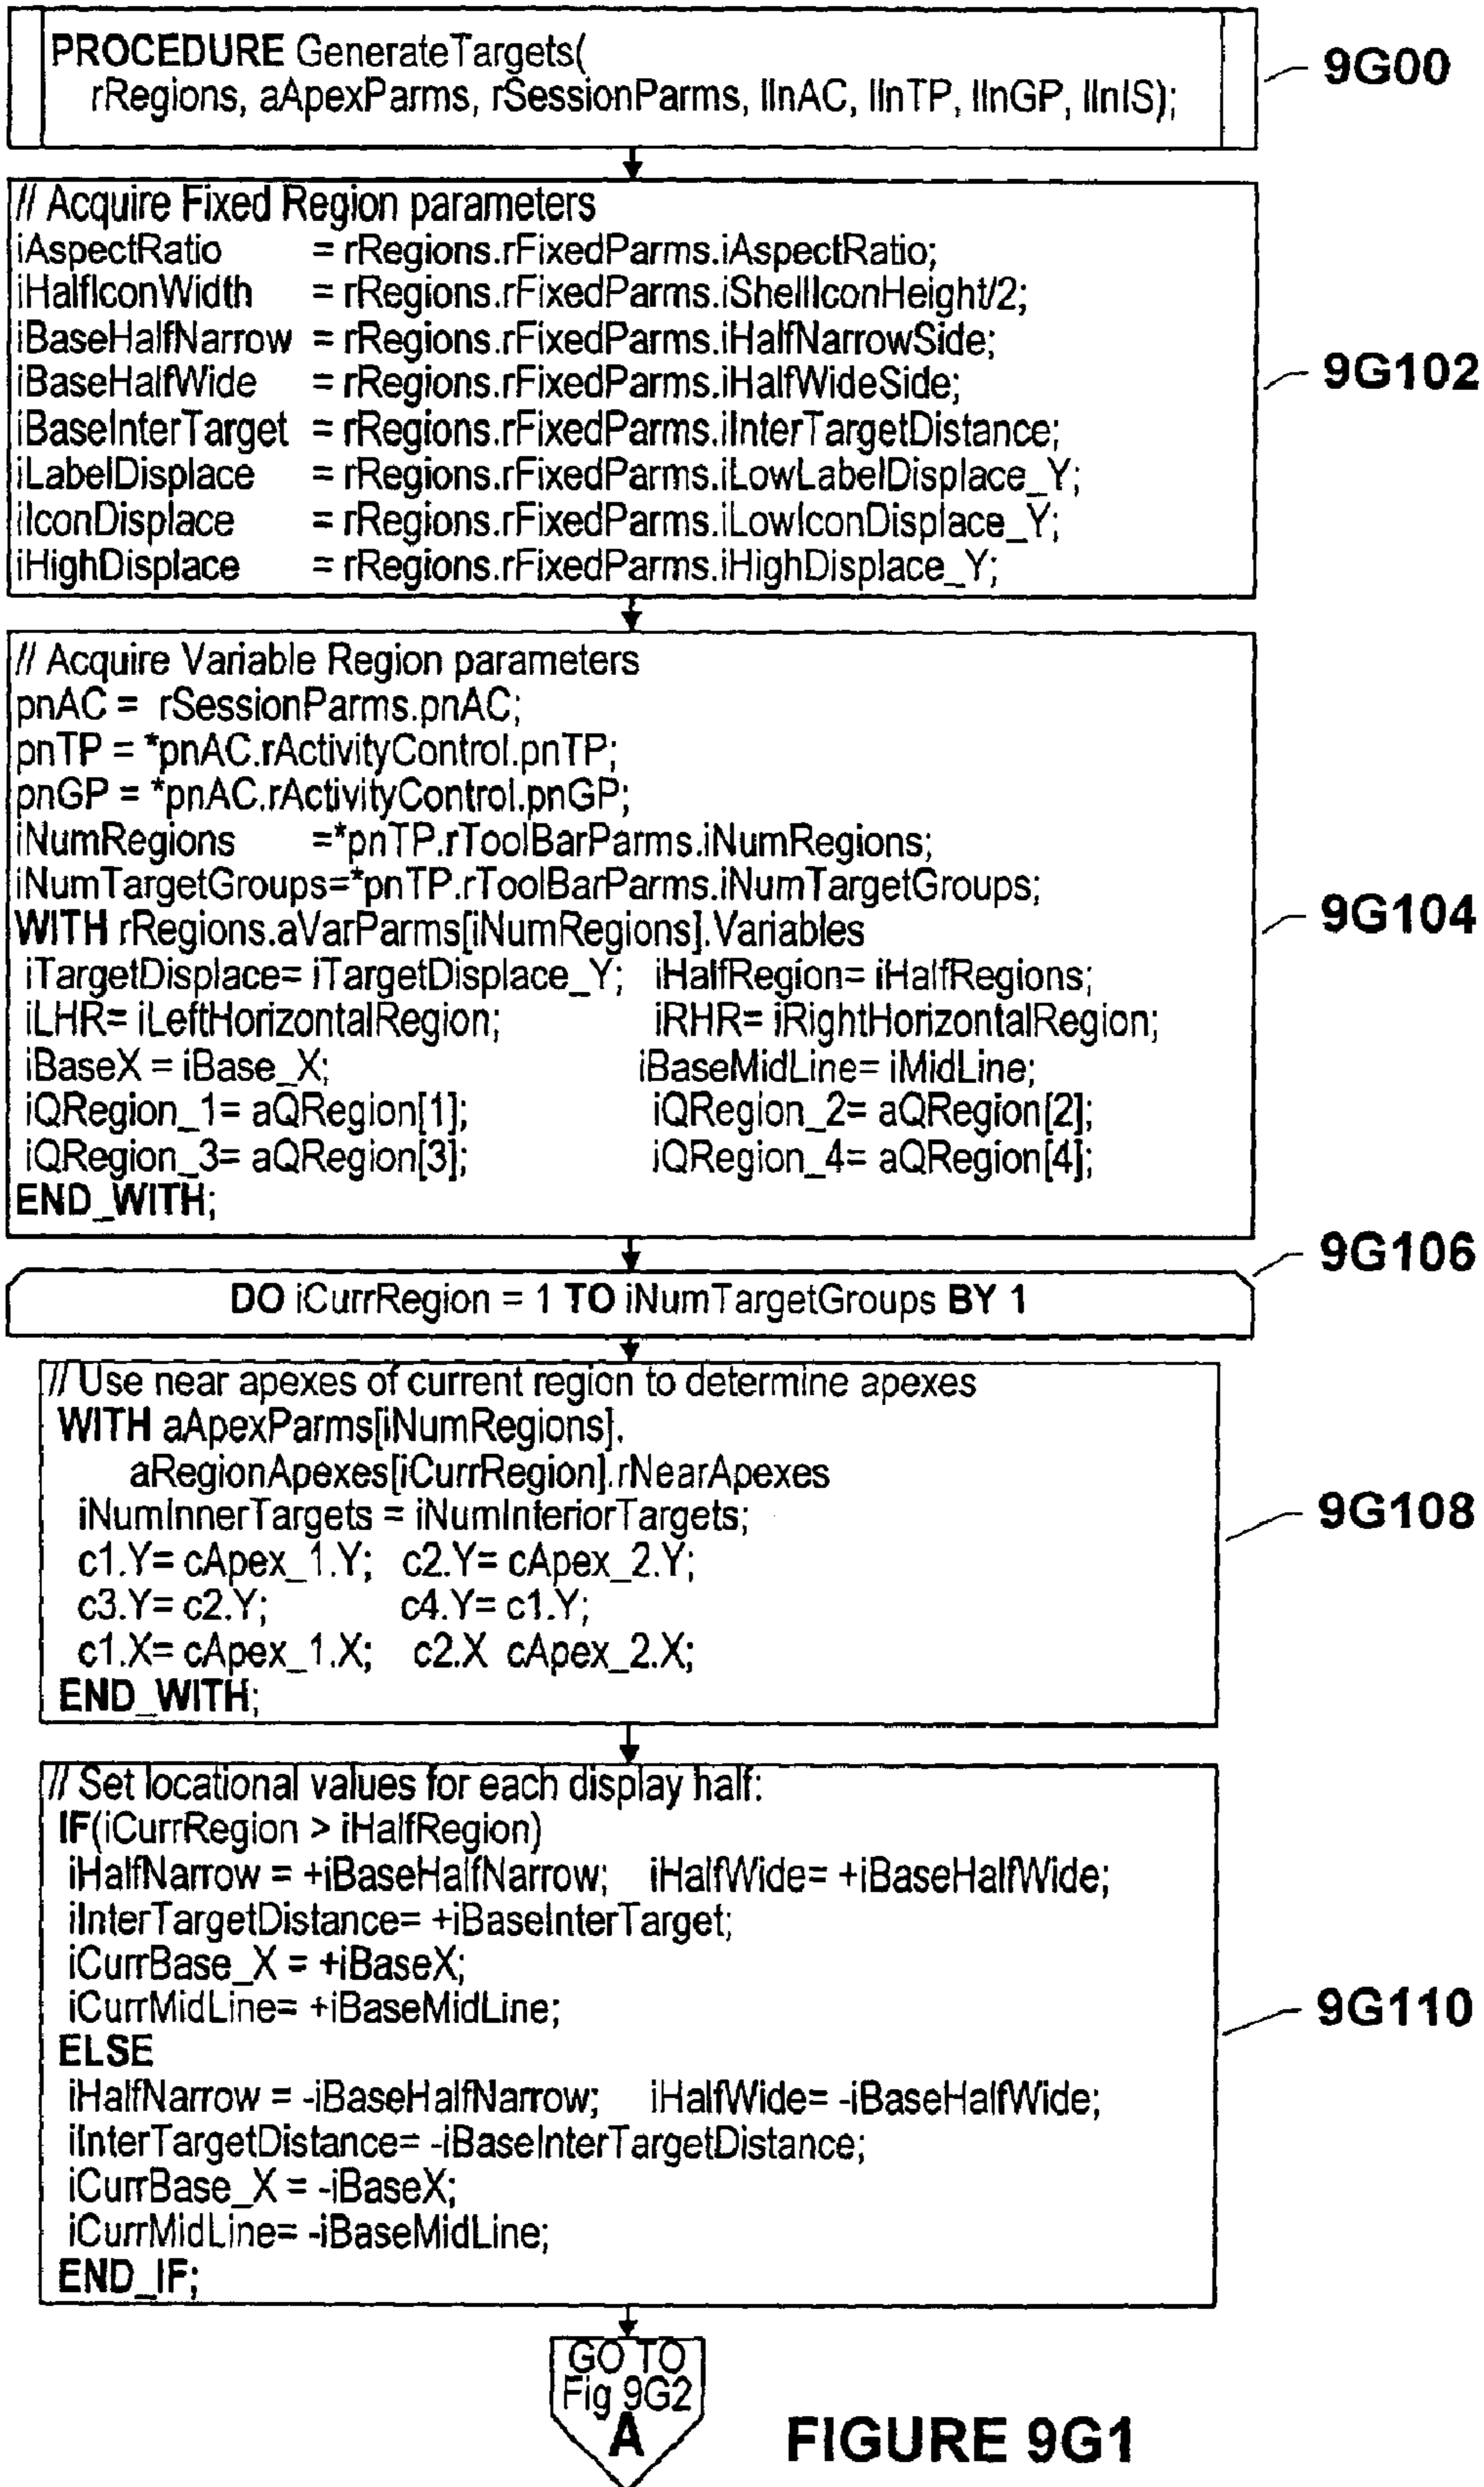 PROCEDURE GenerateTargets(
rRegions, aApexParms, rSessionParms, llnAC, llnTP, llnGP, llnIS);
9G00
// Acquire Fixed Region parameters
iAspectRatio = rRegions.rFixedParms.iAspectRatio;
iHalfIconWidth = rRegions.rFixedParms.iShellIconHeight/2;
iBaseHalfNarrow = rRegions.rFixedParms.iHalfNarrowSide;
iBaseHalfWide = rRegions.rFixedParms.iHalfWideSide;
iBaseInterTarget = rRegions.rFixedParms.iInterTargetDistance;
iLabelDisplace = rRegions.rFixedParms.iLowLabelDisplace_Y;
iIconDisplace = rRegions.rFixedParms.iLowIconDisplace_Y;
iHighDisplace = rRegions.rFixedParms.iHighDisplace_Y;
9G102
// Acquire Variable Region parameters
pnAC = rSessionParms.pnAC;
pnTP = *pnAC.rActivityControl.pnTP;
pnGP = *pnAC.rActivityControl.pnGP;
iNumRegions =*pnTP.rToolBarParms.iNumRegions;
iNumTargetGroups=*pnTP.rToolBarParms.iNumTargetGroups;
WITH rRegions.aVarParms[iNumRegions].Variables
iTargetDisplace= iTargetDisplace_Y; iHalfRegion= iHalfRegions;
iLHR= iLeftHorizontalRegion; iRHR= iRightHorizontalRegion;
iBaseX = iBase_X; iBaseMidLine= iMidLine;
iQRegion_1= aQRegion[1]; iQRegion_2= aQRegion[2];
iQRegion_3= aQRegion[3]; iQRegion_4= aQRegion[4];
END_WITH;
9G104
DO iCurrRegion = 1 TO iNumTargetGroups BY 1
9G106
// Use near apexes of current region to determine apexes
WITH aApexParms[iNumRegions].
aRegionApexes[iCurrRegion].rNearApexes
iNumInnerTargets = iNumInteriorTargets;
c1.Y= cApex_1.Y; c2.Y= cApex_2.Y;
c3.Y= c2.Y; c4.Y= c1.Y;
c1.X= cApex_1.X; c2.X cApex_2.X;
END_WITH;
9G108
// Set locational values for each display half:
IF(iCurrRegion > iHalfRegion)
iHalfNarrow = +iBaseHalfNarrow; iHalfWide= +iBaseHalfWide;
iInterTargetDistance= +iBaseInterTarget;
iCurrBase_X = +iBaseX;
iCurrMidLine= +iBaseMidLine;
ELSE
iHalfNarrow = -iBaseHalfNarrow; iHalfWide= -iBaseHalfWide;
iInterTargetDistance= -iBaseInterTargetDistance;
iCurrBase_X = -iBaseX;
iCurrMidLine= -iBaseMidLine;
END_IF;
9G110
GO TO
Fig 9G2
A
FIGURE 9G1